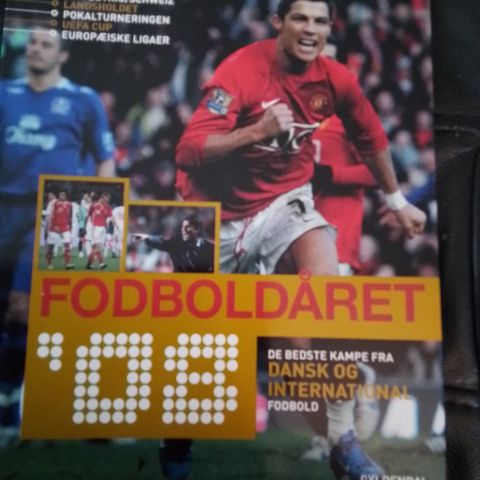 LANDSHOLDET
POKALTURNERINGEN
UEFA CUP
EUROPÆISKE LIGAER
FODBOLDÅRET
'08
DE BEDSTE KAMPE FRA
DANSK OG
INTERNATIONAL
FODBOLD
GYLDENDAL